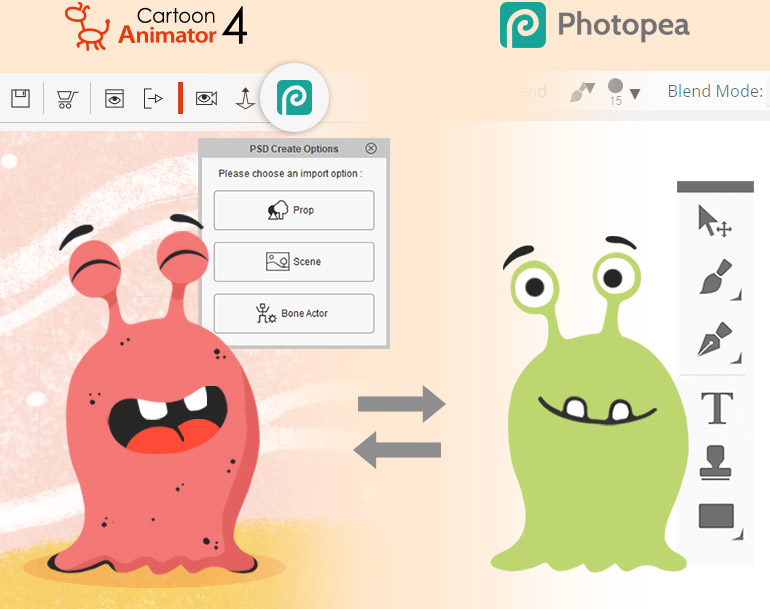 Cartoon
Animator 4
Photopea
Blend
15
Blend Mode:
PSD Create Options
Please choose an import option :
Prop
Scene
Bone Actor
T